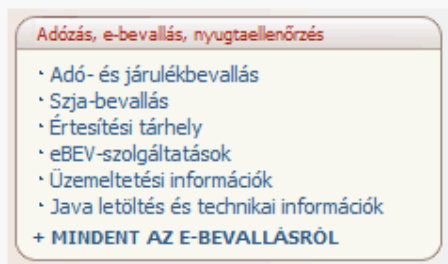 Adózás, e-bevallás, nyugtaellenőrzés
· Adó- és járulékbevallás
· Szja-bevallás
· Értesítési tárhely
· eBEV-szolgáltatások
· Üzemeltetési információk
· Java letöltés és technikai információk
+ MINDENT AZ E-BEVALLÁSRÓL